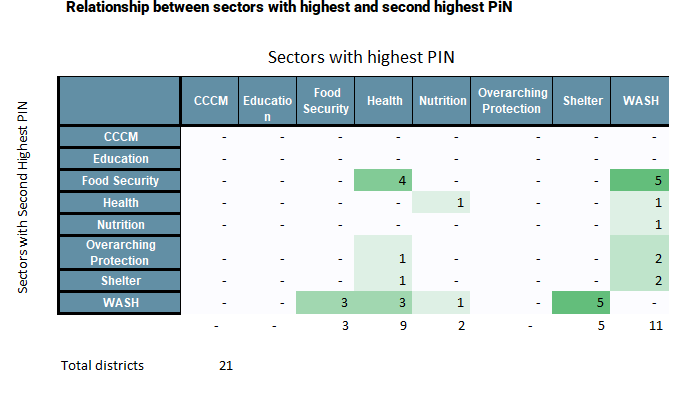 Relationship between sectors with highest and second highest PiN
Sectors with highest PIN
Sectors with Second Highest PIN
CCCM Educatio n Food Security Health Nutrition Overarching Protection Shelter WASH
CCCM - - - - - - - -
Education - - - - - - - -
Food Security - - - 4 - - - 5
Health - - - - 1 - - 1
Nutrition - - - - - - - 1
Overarching Protection - - - 1 - - - 2
Shelter - - - 1 - - - 2
WASH - - 3 3 1 - 5 -
- - 3 9 2 - 5 11
Total districts 21